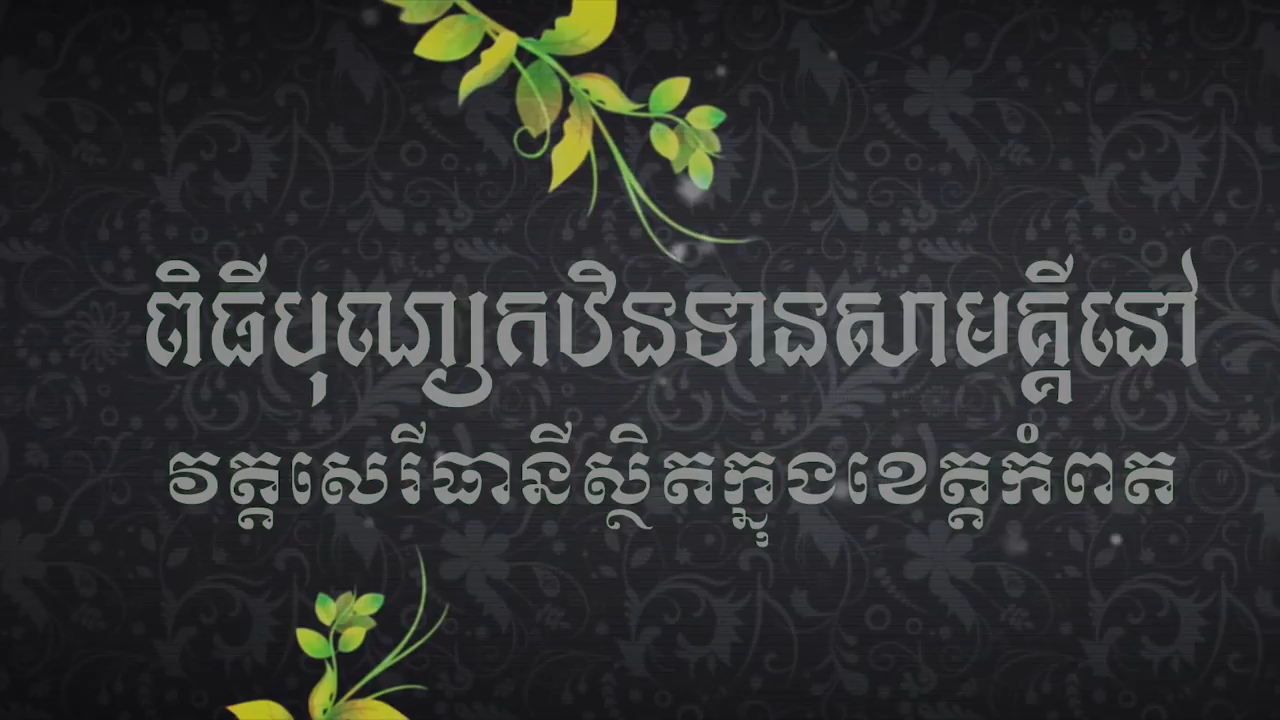 ពិធីបុណ្យកឋិនទានសាមគ្គីនៅ
វត្តសេរីធានីស្ថិតក្នុងខេត្តកំពត